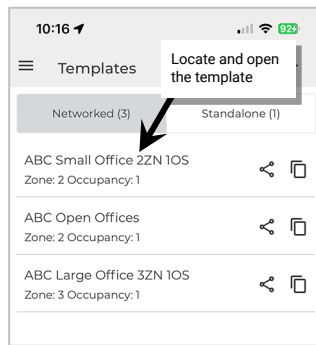 10:16
92
Templates
Locate and open
the template
Networked (3)
Standalone (1)
ABC Small Office 2ZN 1OS
Zone: 2 Occupancy: 1
ABC Open Offices
Zone: 2 Occupancy: 1
ABC Large Office 3ZN 1OS
Zone: 3 Occupancy: 1